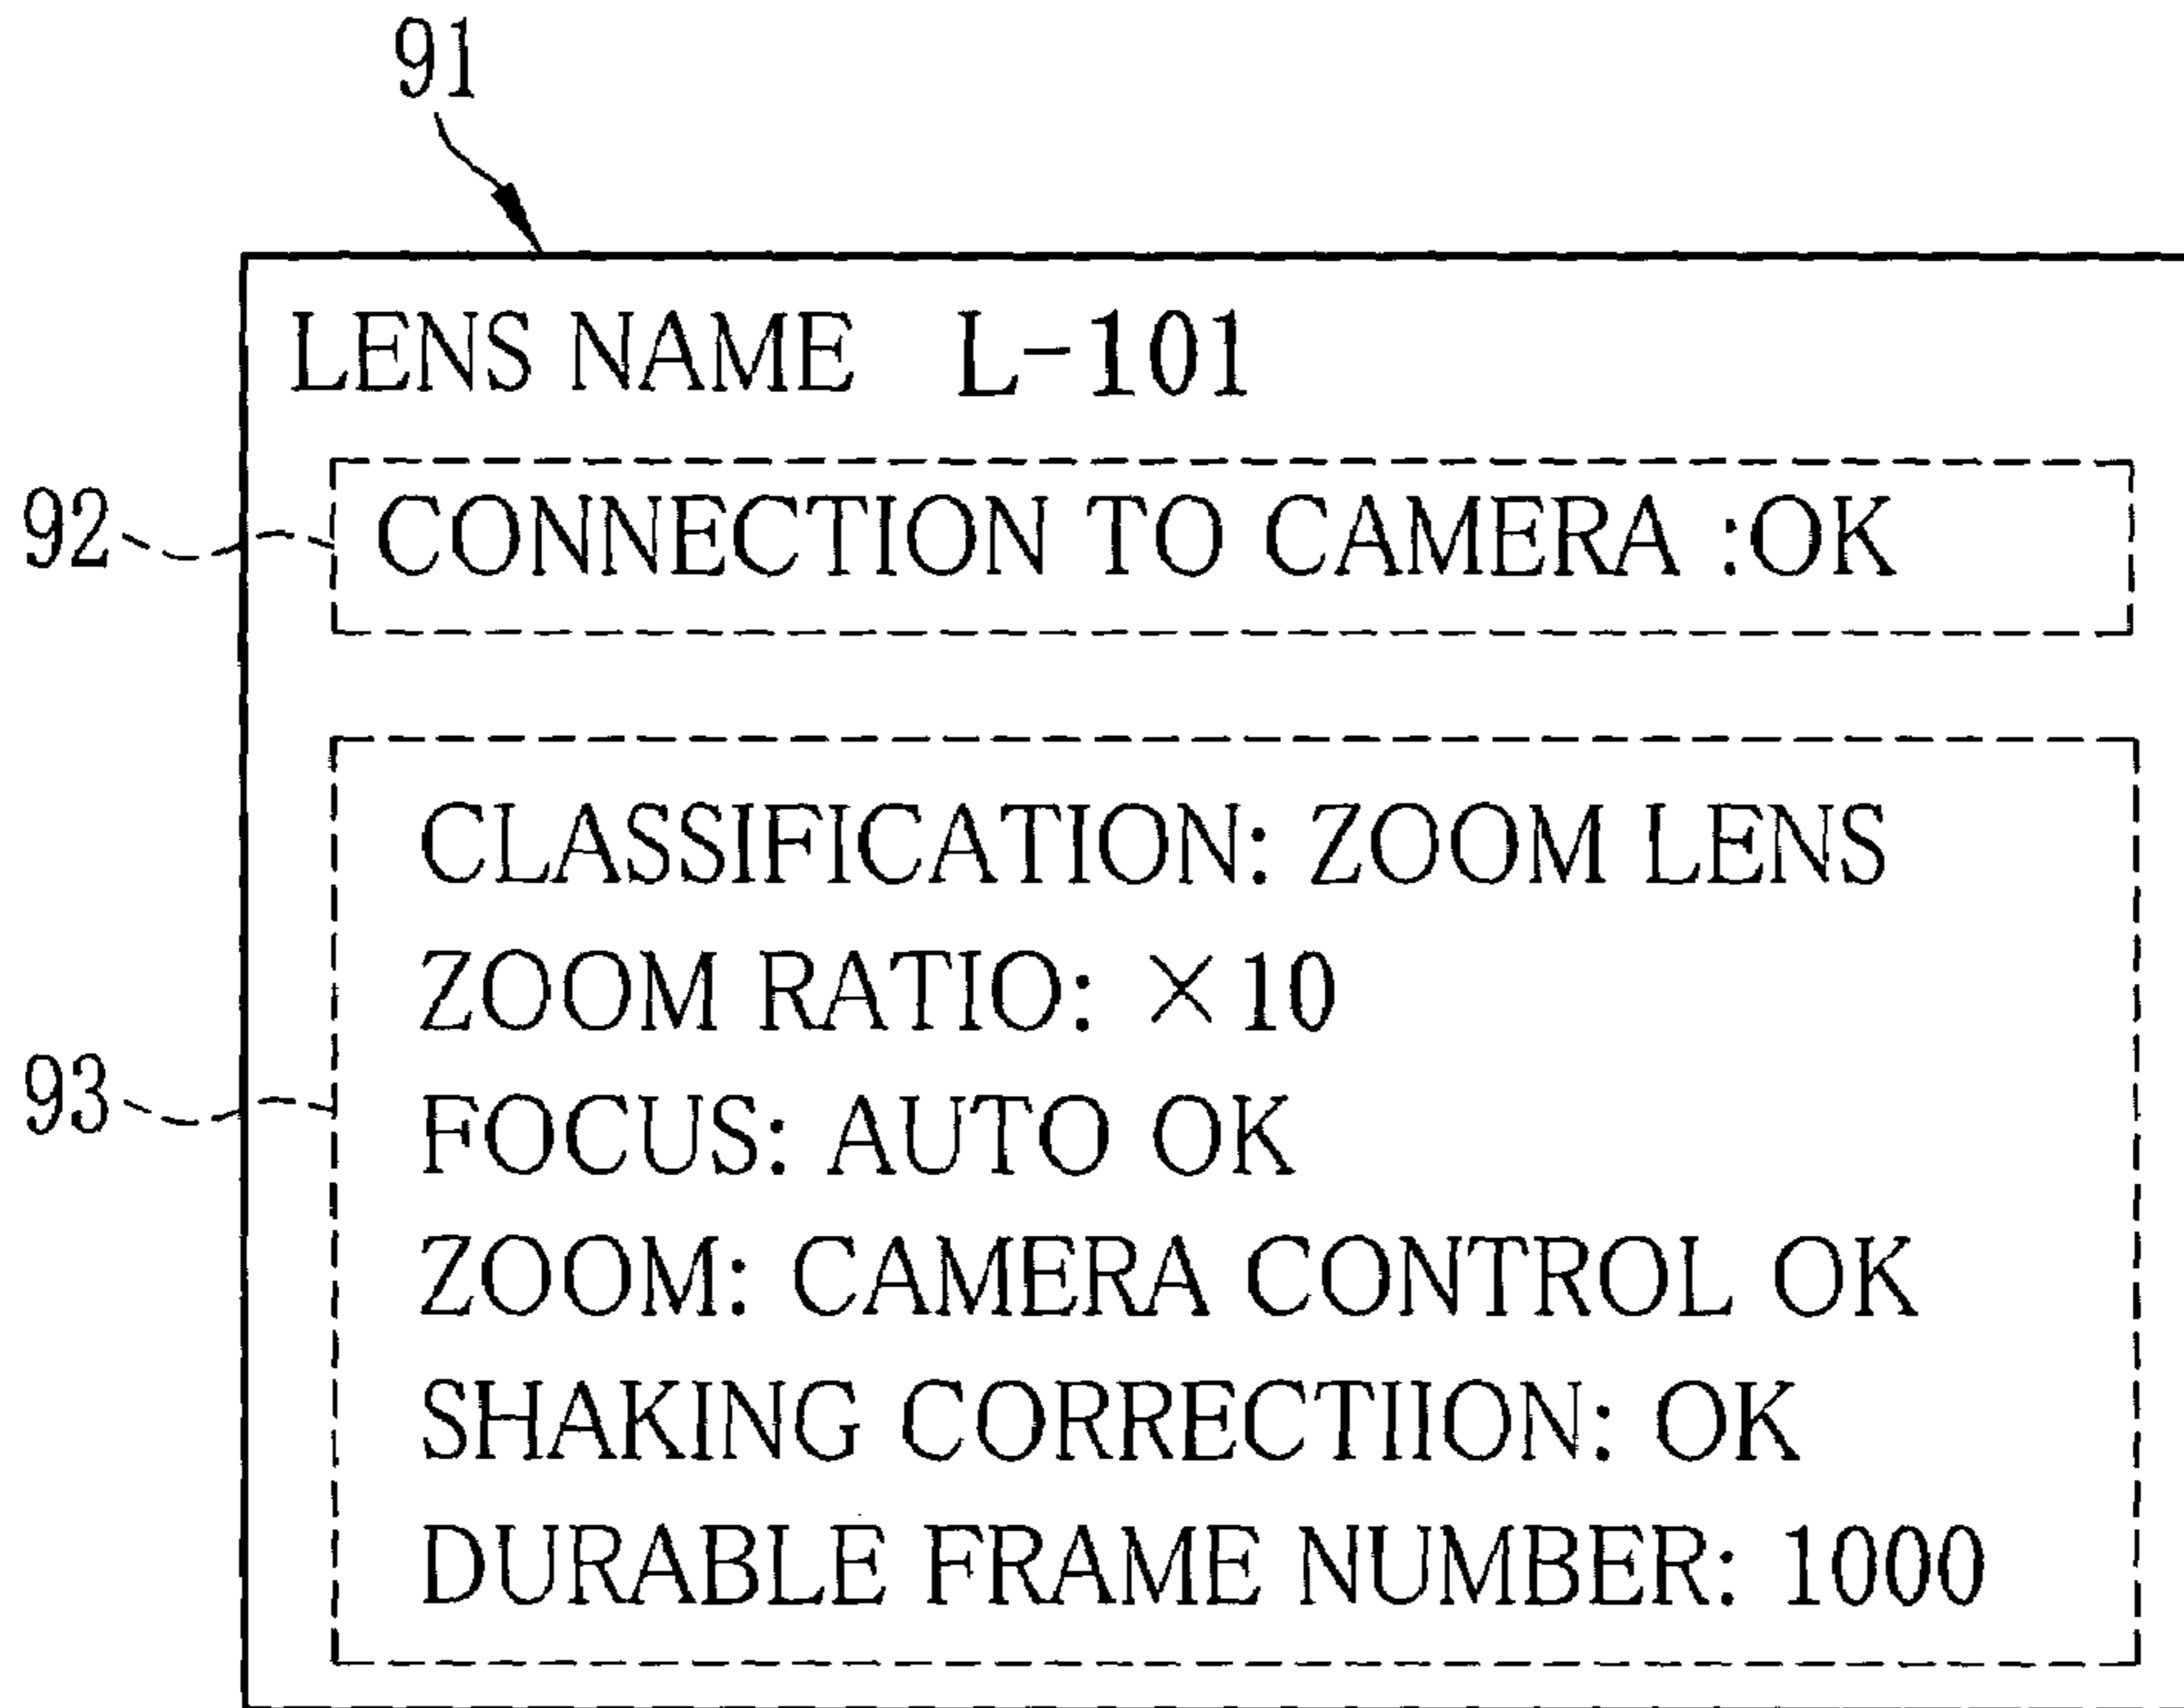 91
LENS NAME L-101
92 CONNECTION TO CAMERA :OK
CLASSIFICATION: ZOOM LENS
ZOOM RATIO: ×10
93 FOCUS: AUTO OK
ZOOM: CAMERA CONTROL OK
SHAKING CORRECTIION: OK
DURABLE FRAME NUMBER: 1000